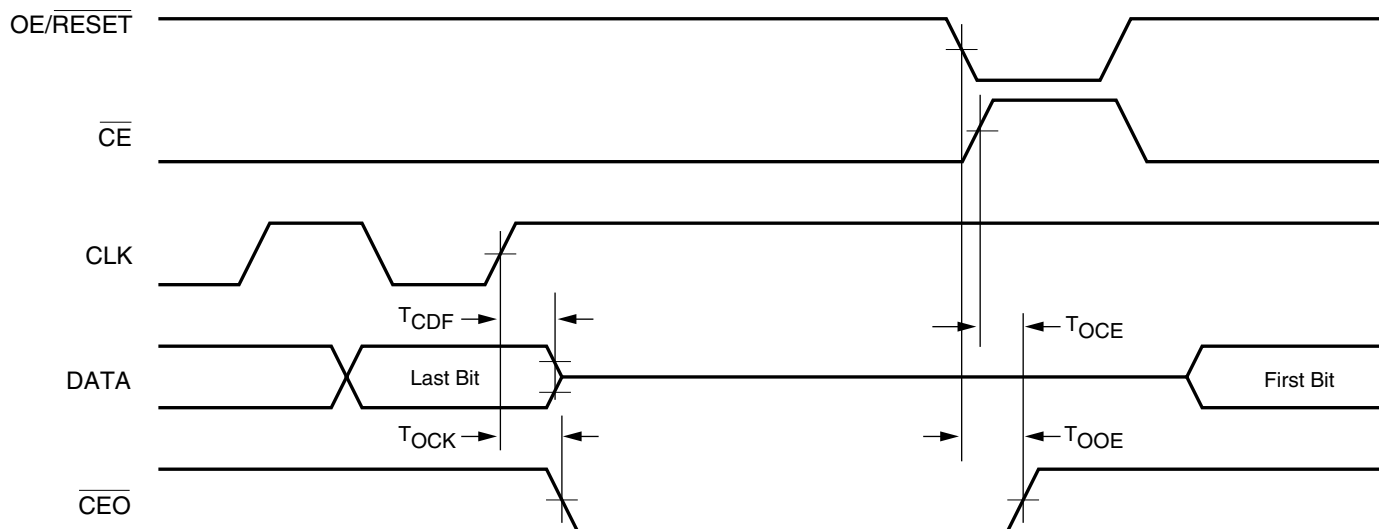 OE/RESET
CE
CLK
TCDF
TOCE
DATA
Last Bit
First Bit
TOCK
TOOE
CEO